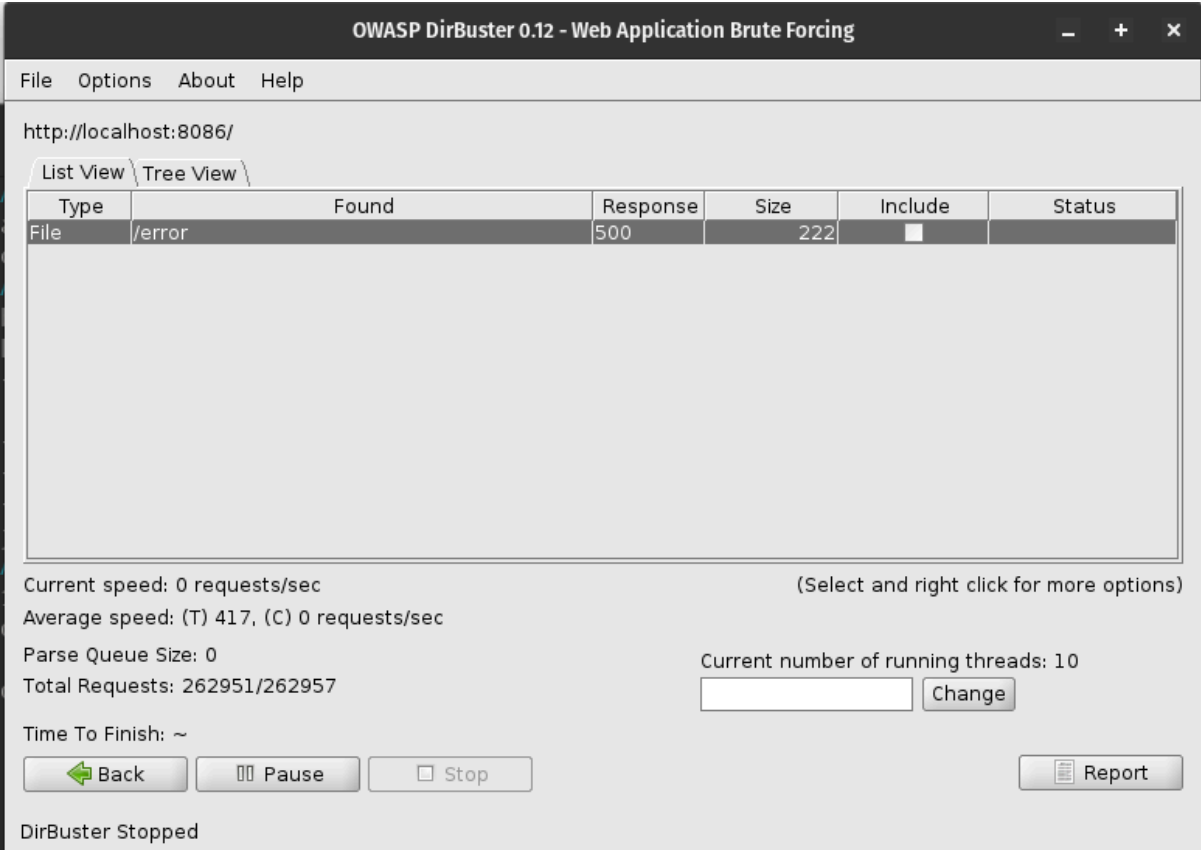 OWASP DirBuster 0.12 - Web Application Brute Forcing
File Options About Help
http://localhost:8086/
List View Tree View
Type Found Response Size Include Status
File /error 500 222
Current speed: 0 requests/sec (Select and right click for more options)
Average speed: (T) 417, (C) 0 requests/sec
Parse Queue Size: 0
Current number of running threads: 10
Total Requests: 262951/262957
Change
Time To Finish: ~
Back Pause Stop Report
DirBuster Stopped